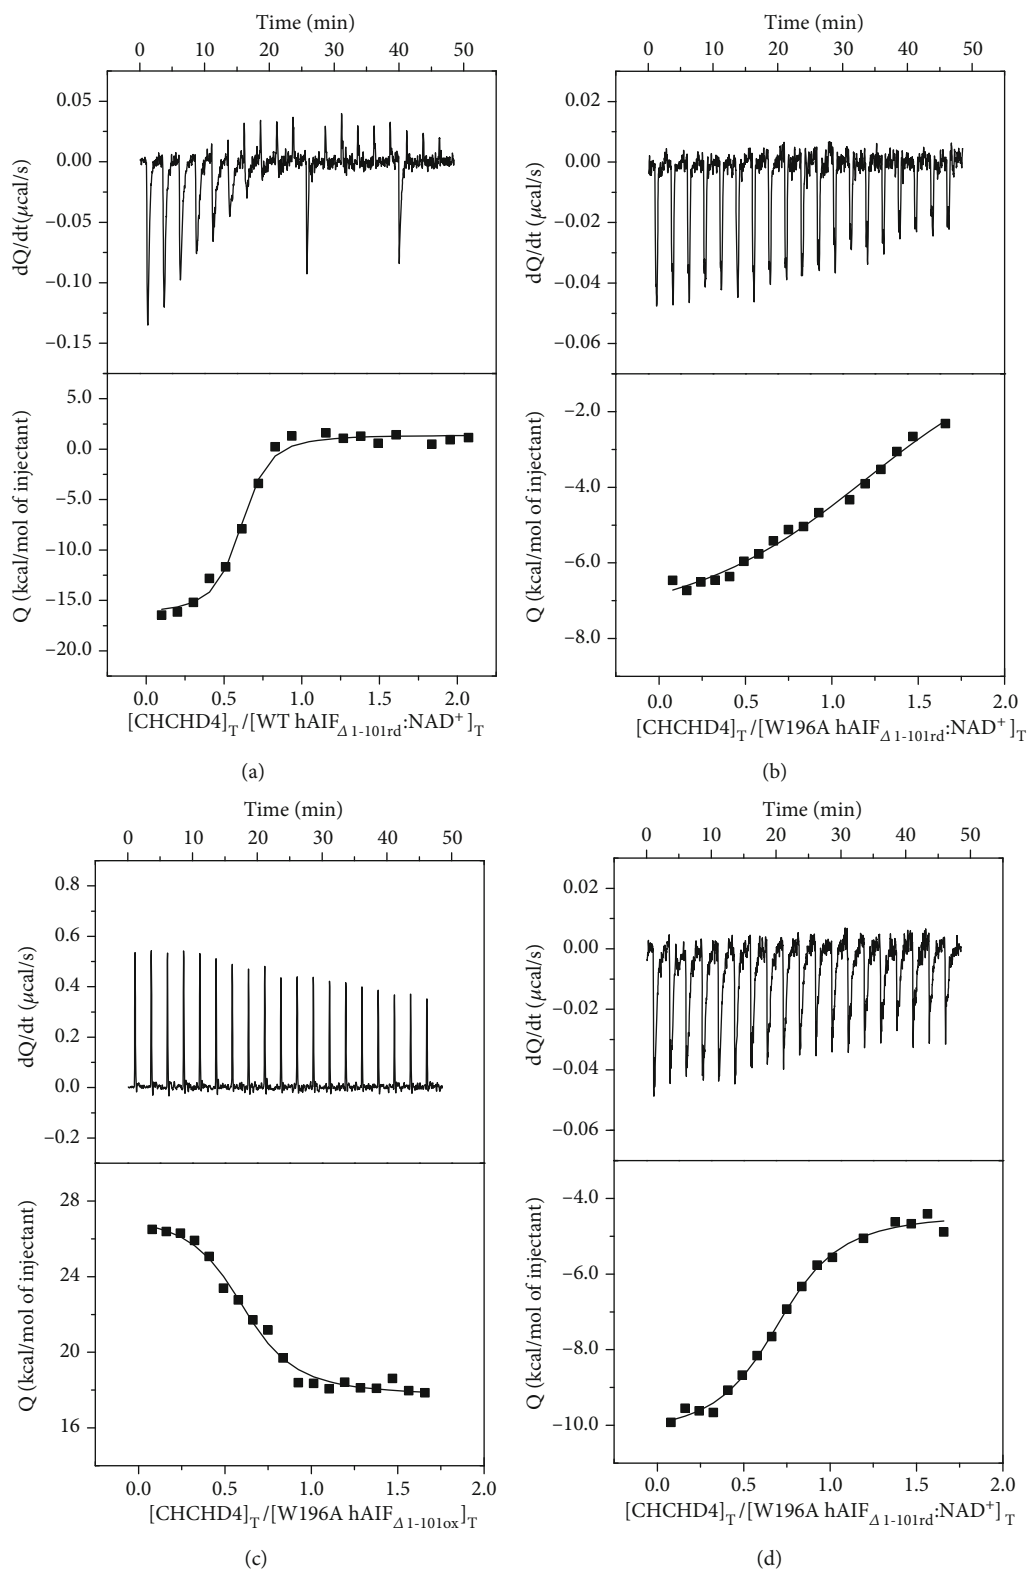 Time (min)
0 10 20 30 40 50
0.05
0.00
−0.05
−0.10
−0.15
dQ/dt(μcal/s)
5.0
0.0
−5.0
−10.0
−15.0
−20.0
Q (kcal/mol of injectant)
0.0 0.5 1.0 1.5 2.0
[CHCHD4]T/[WT hAIFΔ1-101rd:NAD+]T
(a)
Time (min)
0 10 20 30 40 50
0.02
0.00
−0.02
−0.04
−0.06
dQ/dt (μcal/s)
−2.0
−4.0
−6.0
−8.0
Q (kcal/mol of injectant)
0.0 0.5 1.0 1.5 2.0
[CHCHD4]T/[W196A hAIFΔ1-101rd:NAD+]T
(b)
Time (min)
0 10 20 30 40 50
0.8
0.6
0.4
0.2
0.0
−0.2
dQ/dt (μcal/s)
28
24
20
16
Q (kcal/mol of injectant)
0.0 0.5 1.0 1.5 2.0
[CHCHD4]T/[W196A hAIFΔ1-101ox]T
(c)
Time (min)
0 10 20 30 40 50
0.02
0.00
−0.02
−0.04
−0.06
dQ/dt (μcal/s)
−4.0
−6.0
−8.0
−10.0
Q (kcal/mol of injectant)
0.0 0.5 1.0 1.5 2.0
[CHCHD4]T/[W196A hAIFΔ1-101rd:NAD+]T
(d)